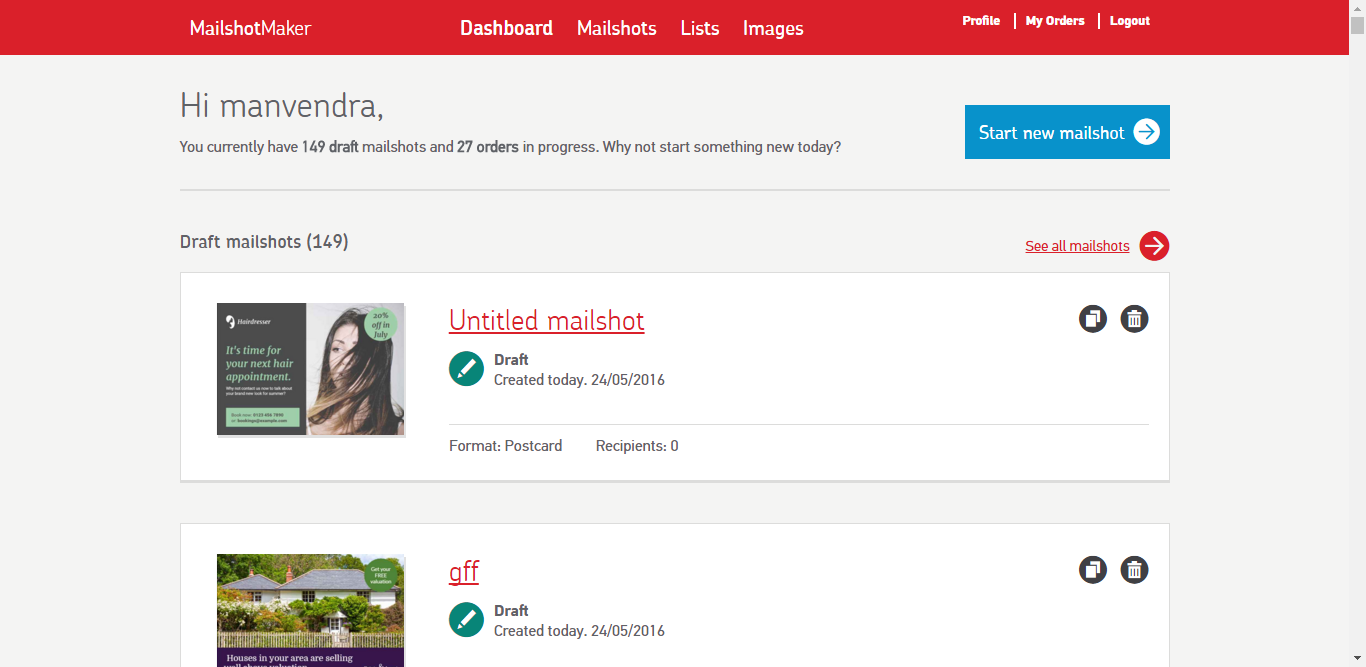 MailshotMaker
Dashboard Mailshots Lists Images
Profile My Orders Logout
Hi manvendra,
You currently have 149 draft mailshots and 27 orders in progress. Why not start something new today?
Start new mailshot
Draft mailshots (149)
See all mailshots
Hairdresser
20%
off in
July
It's time for
your next hair
appointment.
Why not contact us now to talk about
your brand new look for summer?
Book now: 0123 456 7890
or bookings@example.com
Untitled mailshot
Draft
Created today. 24/05/2016
Format: Postcard Recipients: 0
Get your
FREE
valuation
Houses in your area are selling
gff
Draft
Created today. 24/05/2016